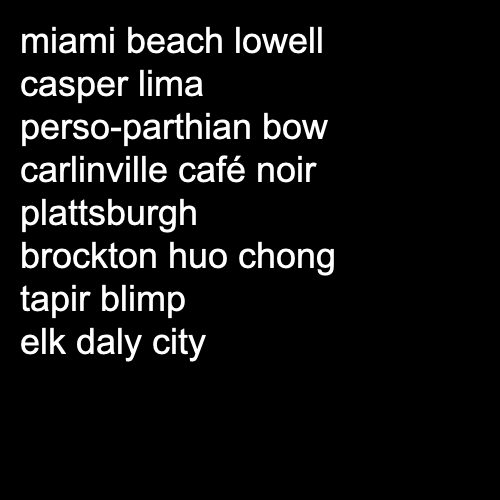 miami beach lowell
casper lima
perso-parthian bow
carlinville café noir
plattsburgh
brockton huo chong
tapir blimp
elk daly city